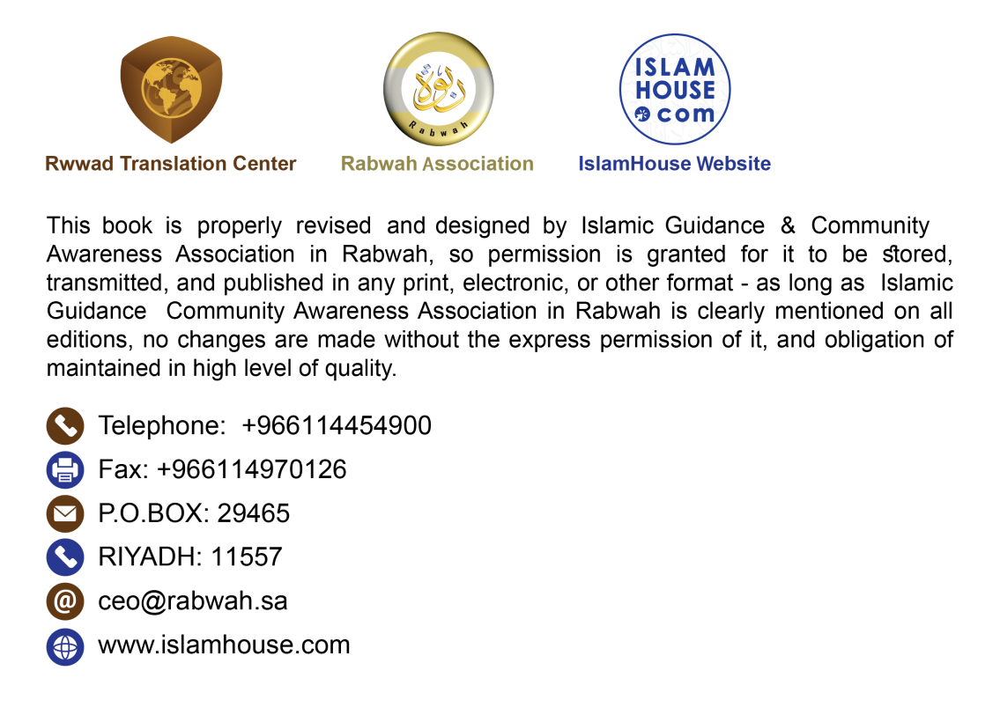 ربوة
Rabwah
ISLAM
HOUSE
com
Rwwad Translation Center
Rabwah Association
IslamHouse Website
This book is properly revised and designed by Islamic Guidance & Community
Awareness Association in Rabwah, so permission is granted for it to be stored,
transmitted, and published in any print, electronic, or other format - as long as Islamic
Guidance Community Awareness Association in Rabwah is clearly mentioned on all
editions, no changes are made without the express permission of it, and obligation of
maintained in high level of quality.
Telephone: +966114454900
Fax: +966114970126
P.O.BOX: 29465
RIYADH: 11557
@ ceo@rabwah.sa
www.islamhouse.com